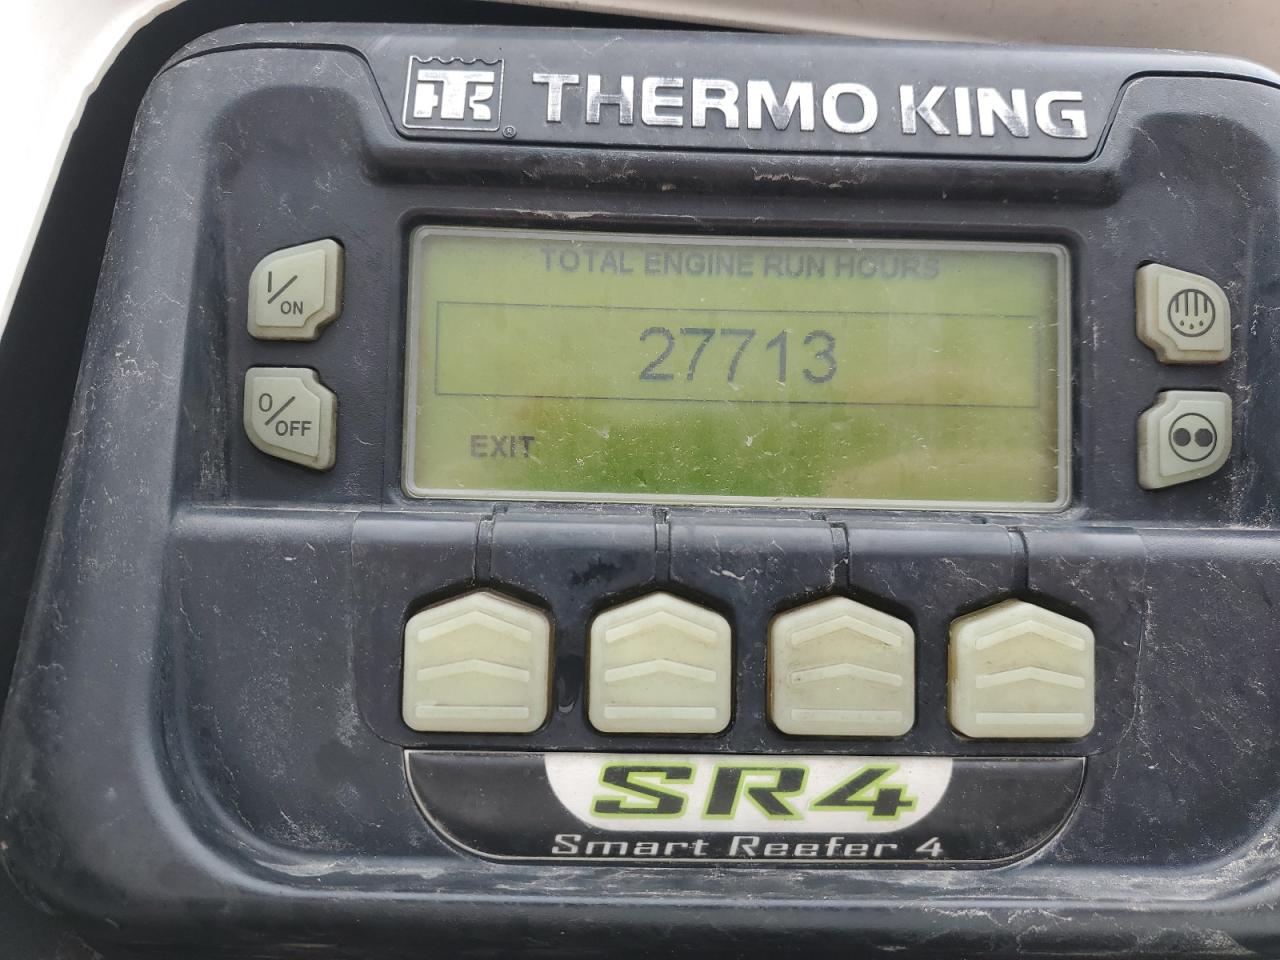 THERMO KING
®
TOTAL ENGINE RUN HOURS
I/ON
27713
O/OFF
EXIT
SR4
Smart Reefer 4